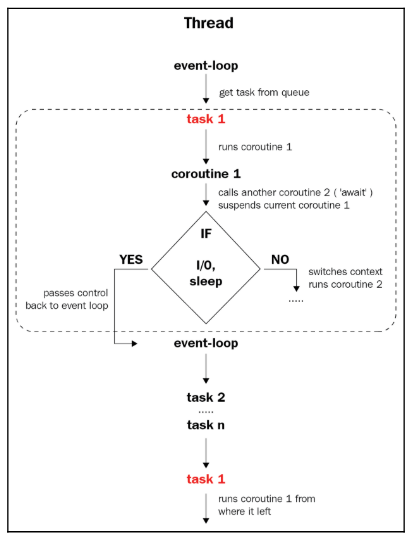 Thread
event-loop
get task from queue
task 1
runs coroutine 1
coroutine 1
calls another coroutine 2 ( 'await' )
suspends current coroutine 1
IF
YES
I/0,
sleep
NO
switches context
runs coroutine 2
.....
passes control
back to event loop
event-loop
task 2
.....
task n
task 1
runs coroutine 1 from
where it left